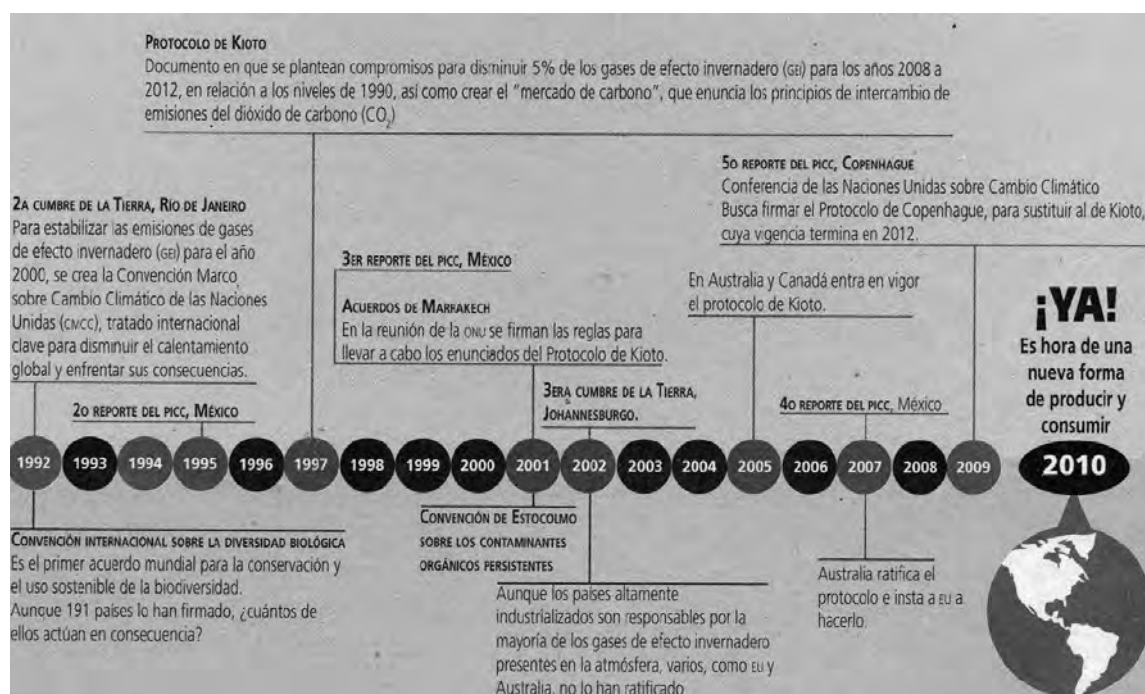 PROTOCOLO DE KIOTO
Documento en que se plantean compromisos para disminuir 5% de los gases de efecto invernadero (GEI) para los años 2008 a
2012, en relación a los niveles de 1990, así como crear el "mercado de carbono", que enuncia los principios de intercambio de
emisiones del dióxido de carbono (CO₂)
5O REPORTE DEL PICC, COPENHAGUE
Conferencia de las Naciones Unidas sobre Cambio Climático
Busca firmar el Protocolo de Copenhague, para sustituir al de Kioto,
cuya vigencia termina en 2012.
2A CUMBRE DE LA TIERRA, RÍO DE JANEIRO
Para estabilizar las emisiones de gases
de efecto invernadero (GEI) para el año
2000, se crea la Convención Marco
sobre Cambio Climático de las Naciones
Unidas (CMCC), tratado internacional
clave para disminuir el calentamiento
global y enfrentar sus consecuencias.
3ER REPORTE DEL PICC, MÉXICO
ACUERDOS DE MARRAKECH
En la reunión de la ONU se firman las reglas para
llevar a cabo los enunciados del Protocolo de Kioto.
En Australia y Canadá entra en vigor
el protocolo de Kioto.
¡YA!
Es hora de una
nueva forma
de producir y
consumir
2O REPORTE DEL PICC, MÉXICO
3ERA CUMBRE DE LA TIERRA,
JOHANNESBURGO.
4O REPORTE DEL PICC, México
1992 1993 1994 1995 1996 1997 1998 1999 2000 2001 2002 2003 2004 2005 2006 2007 2008 2009 2010
CONVENCIÓN INTERNACIONAL SOBRE LA DIVERSIDAD BIOLÓGICA
Es el primer acuerdo mundial para la conservación y
el uso sostenible de la biodiversidad.
Aunque 191 países lo han firmado, ¿cuántos de
ellos actúan en consecuencia?
CONVENCIÓN DE ESTOCOLMO
SOBRE LOS CONTAMINANTES
ORGÁNICOS PERSISTENTES
Aunque los países altamente
industrializados son responsables por la
mayoría de los gases de efecto invernadero
presentes en la atmósfera, varios, como EU y
Australia, no lo han ratificado
Australia ratifica el
protocolo e insta a EU a
hacerlo.